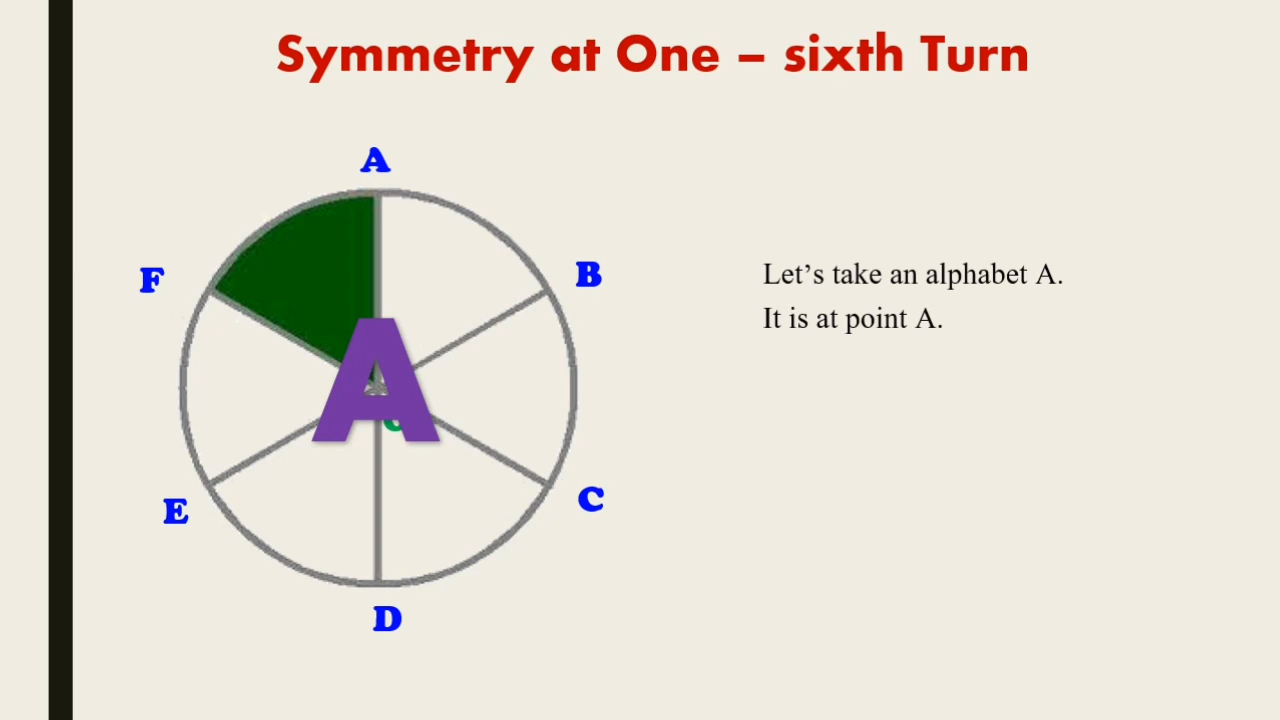 Symmetry at One – sixth Turn
A
F
B
Let’s take an alphabet A.
It is at point A.
A
E
C
D